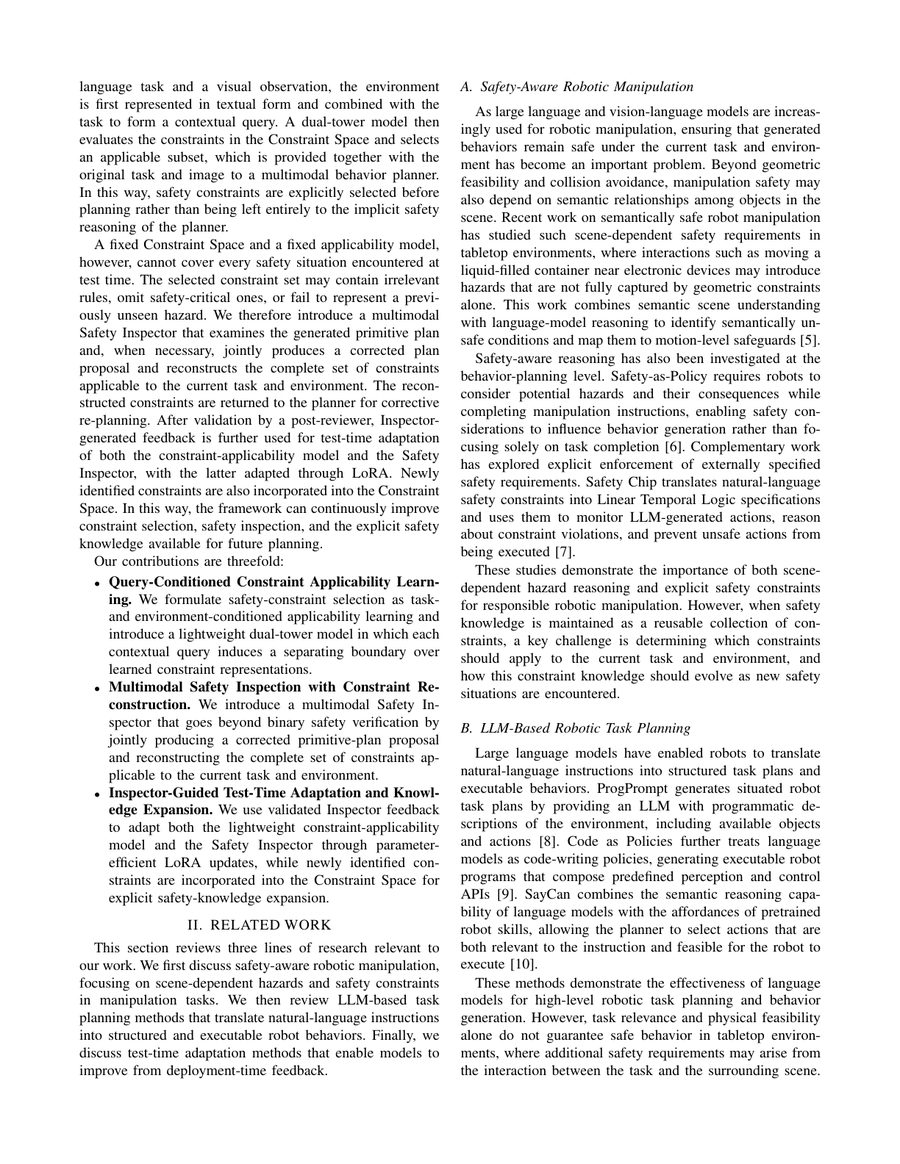 language task and a visual observation, the environment
is first represented in textual form and combined with the
task to form a contextual query. A dual-tower model then
evaluates the constraints in the Constraint Space and selects
an applicable subset, which is provided together with the
original task and image to a multimodal behavior planner.
In this way, safety constraints are explicitly selected before
planning rather than being left entirely to the implicit safety
reasoning of the planner.
A fixed Constraint Space and a fixed applicability model,
however, cannot cover every safety situation encountered at
test time. The selected constraint set may contain irrelevant
rules, omit safety-critical ones, or fail to represent a previ-
ously unseen hazard. We therefore introduce a multimodal
Safety Inspector that examines the generated primitive plan
and, when necessary, jointly produces a corrected plan
proposal and reconstructs the complete set of constraints
applicable to the current task and environment. The recon-
structed constraints are returned to the planner for corrective
re-planning. After validation by a post-reviewer, Inspector-
generated feedback is further used for test-time adaptation
of both the constraint-applicability model and the Safety
Inspector, with the latter adapted through LoRA. Newly
identified constraints are also incorporated into the Constraint
Space. In this way, the framework can continuously improve
constraint selection, safety inspection, and the explicit safety
knowledge available for future planning.
Our contributions are threefold:
• Query-Conditioned Constraint Applicability Learn-
ing. We formulate safety-constraint selection as task-
and environment-conditioned applicability learning and
introduce a lightweight dual-tower model in which each
contextual query induces a separating boundary over
learned constraint representations.
• Multimodal Safety Inspection with Constraint Re-
construction. We introduce a multimodal Safety In-
spector that goes beyond binary safety verification by
jointly producing a corrected primitive-plan proposal
and reconstructing the complete set of constraints ap-
plicable to the current task and environment.
• Inspector-Guided Test-Time Adaptation and Knowl-
edge Expansion. We use validated Inspector feedback
to adapt both the lightweight constraint-applicability
model and the Safety Inspector through parameter-
efficient LoRA updates, while newly identified con-
straints are incorporated into the Constraint Space for
explicit safety-knowledge expansion.
II. RELATED WORK
This section reviews three lines of research relevant to
our work. We first discuss safety-aware robotic manipulation,
focusing on scene-dependent hazards and safety constraints
in manipulation tasks. We then review LLM-based task
planning methods that translate natural-language instructions
into structured and executable robot behaviors. Finally, we
discuss test-time adaptation methods that enable models to
improve from deployment-time feedback.
A. Safety-Aware Robotic Manipulation
As large language and vision-language models are increas-
ingly used for robotic manipulation, ensuring that generated
behaviors remain safe under the current task and environ-
ment has become an important problem. Beyond geometric
feasibility and collision avoidance, manipulation safety may
also depend on semantic relationships among objects in the
scene. Recent work on semantically safe robot manipulation
has studied such scene-dependent safety requirements in
tabletop environments, where interactions such as moving a
liquid-filled container near electronic devices may introduce
hazards that are not fully captured by geometric constraints
alone. This work combines semantic scene understanding
with language-model reasoning to identify semantically un-
safe conditions and map them to motion-level safeguards [5].
Safety-aware reasoning has also been investigated at the
behavior-planning level. Safety-as-Policy requires robots to
consider potential hazards and their consequences while
completing manipulation instructions, enabling safety con-
siderations to influence behavior generation rather than fo-
cusing solely on task completion [6]. Complementary work
has explored explicit enforcement of externally specified
safety requirements. Safety Chip translates natural-language
safety constraints into Linear Temporal Logic specifications
and uses them to monitor LLM-generated actions, reason
about constraint violations, and prevent unsafe actions from
being executed [7].
These studies demonstrate the importance of both scene-
dependent hazard reasoning and explicit safety constraints
for responsible robotic manipulation. However, when safety
knowledge is maintained as a reusable collection of con-
straints, a key challenge is determining which constraints
should apply to the current task and environment, and
how this constraint knowledge should evolve as new safety
situations are encountered.
B. LLM-Based Robotic Task Planning
Large language models have enabled robots to translate
natural-language instructions into structured task plans and
executable behaviors. ProgPrompt generates situated robot
task plans by providing an LLM with programmatic de-
scriptions of the environment, including available objects
and actions [8]. Code as Policies further treats language
models as code-writing policies, generating executable robot
programs that compose predefined perception and control
APIs [9]. SayCan combines the semantic reasoning capa-
bility of language models with the affordances of pretrained
robot skills, allowing the planner to select actions that are
both relevant to the instruction and feasible for the robot to
execute [10].
These methods demonstrate the effectiveness of language
models for high-level robotic task planning and behavior
generation. However, task relevance and physical feasibility
alone do not guarantee safe behavior in tabletop environ-
ments, where additional safety requirements may arise from
the interaction between the task and the surrounding scene.